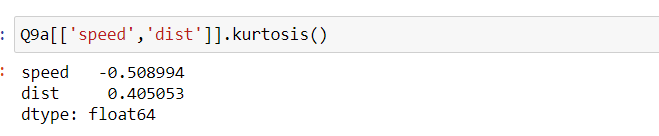 : Q9a[['speed','dist']].kurtosis()
: speed   -0.508994
dist     0.405053
dtype: float64